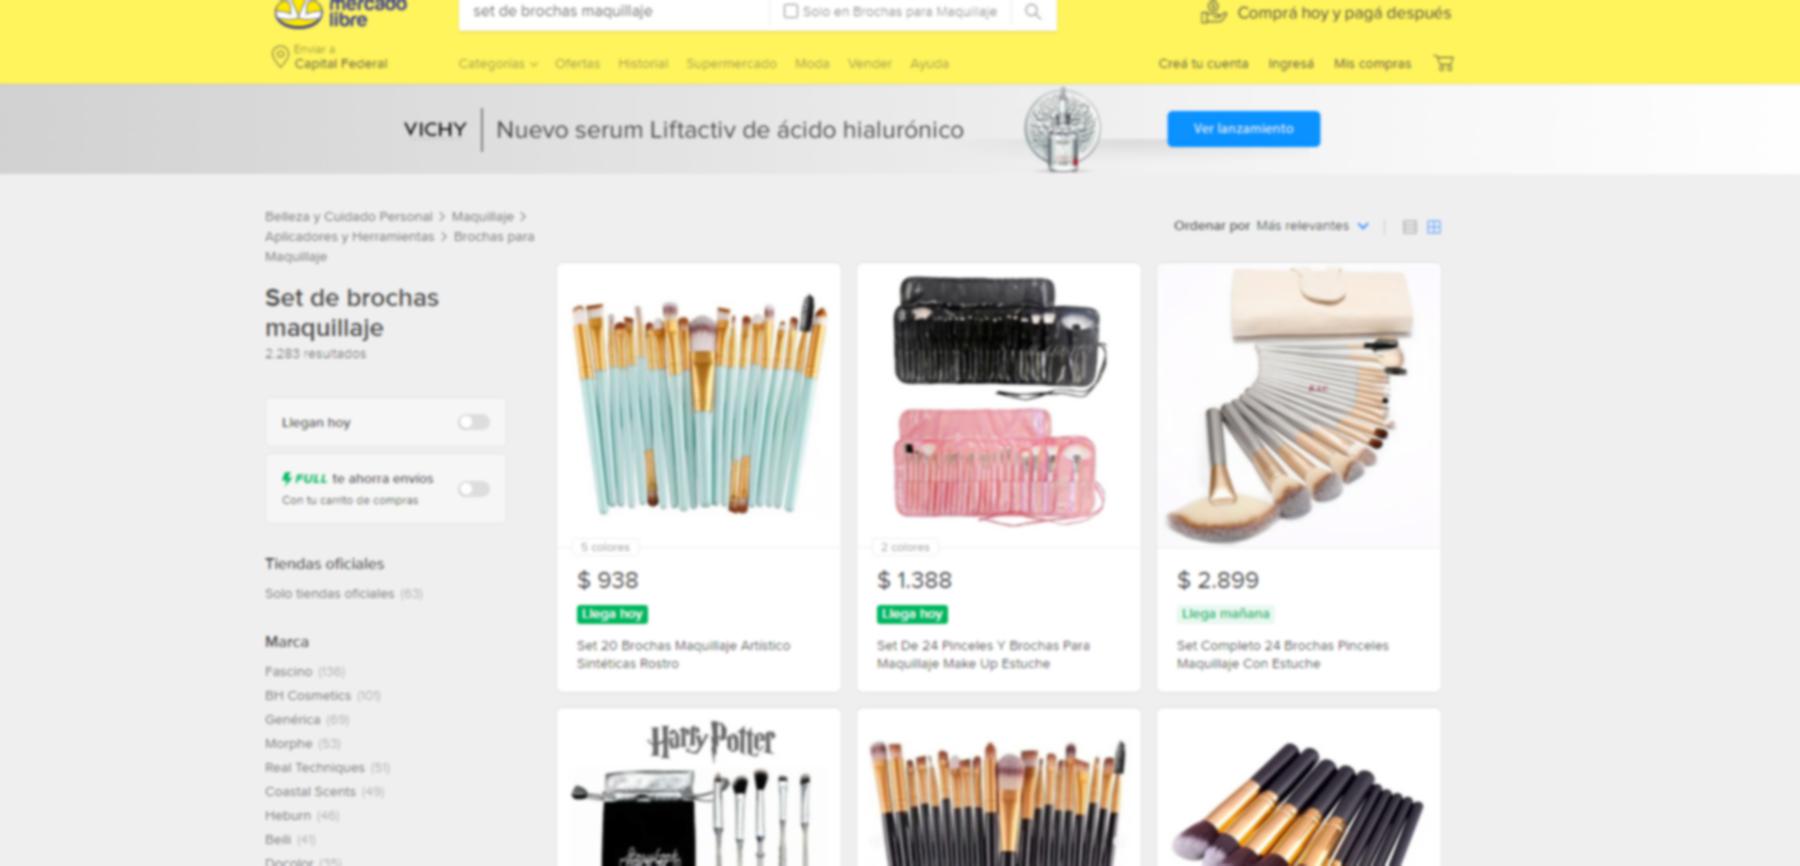 mercado
libre
set de brochas maquillaje
Solo en Brochas para Maquillaje
Comprá hoy y pagá después
Enviar a
Capital Federal
Categorías
Ofertas
Historial
Supermercado
Moda
Vender
Ayuda
Creá tu cuenta
Ingresá
Mis compras
VICHY
Nuevo serum Liftactiv de ácido hialurónico
Ver lanzamiento
Belleza y Cuidado Personal > Maquillaje >
Aplicadores y Herramientas > Brochas para
Maquillaje
Ordenar por Más relevantes
Set de brochas
maquillaje
2.283 resultados
Llegan hoy
FULL te ahorra envíos
Con tu carrito de compras
Tiendas oficiales
Solo tiendas oficiales (63)
Marca
Fascino (136)
BH Cosmetics (101)
Genérica (69)
Morphe (53)
Real Techniques (51)
Coastal Scents (49)
Heburn (46)
Beili (41)
Docolor (35)
5 colores
$ 938
Llega hoy
Set 20 Brochas Maquillaje Artístico
Sintéticas Rostro
2 colores
$ 1.388
Llega hoy
Set De 24 Pinceles Y Brochas Para
Maquillaje Make Up Estuche
$ 2.899
Llega mañana
Set Completo 24 Brochas Pinceles
Maquillaje Con Estuche
Harry Potter